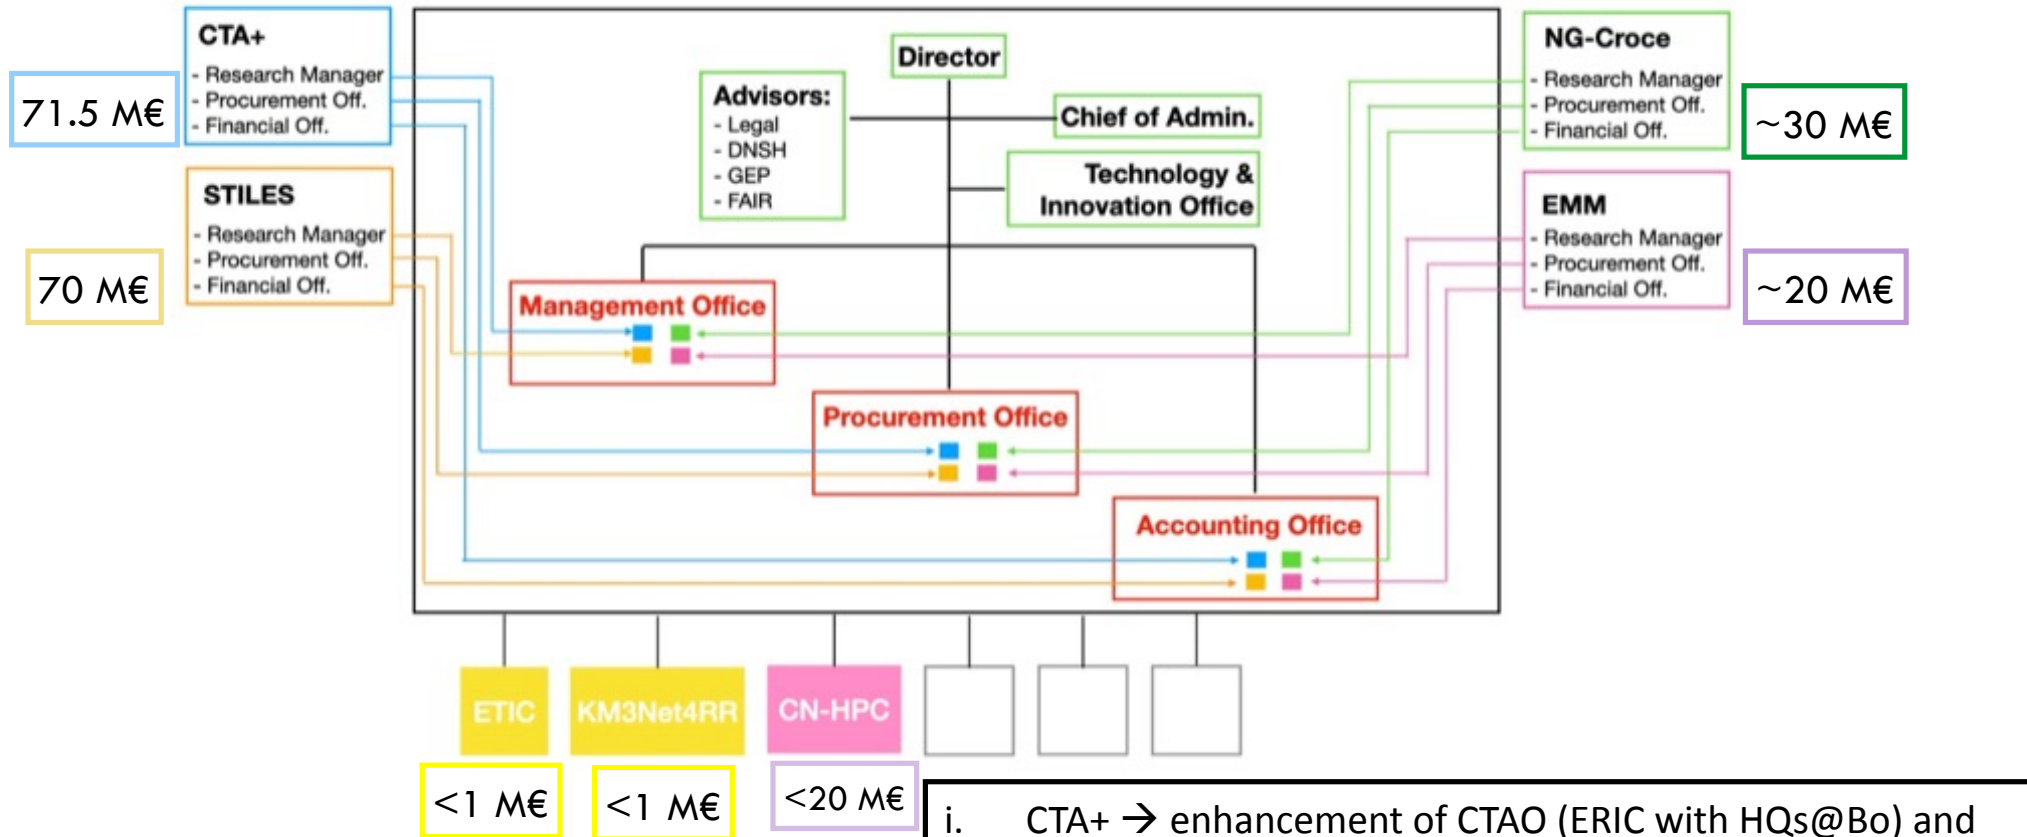 CTA+
- Research Manager
- Procurement Off.
- Financial Off.
71.5 M€
STILES
- Research Manager
- Procurement Off.
- Financial Off.
70 M€
Director
Advisors:
- Legal
- DNSH
- GEP
- FAIR
Chief of Admin.
Technology &
Innovation Office
Management Office
Procurement Office
Accounting Office
NG-Croce
- Research Manager
- Procurement Off.
- Financial Off.
~30 M€
EMM
- Research Manager
- Procurement Off.
- Financial Off.
~20 M€
ETIC
KM3Net4RR
CN-HPC
<1 M€
<1 M€
<20 M€
i. CTA+ → enhancement of CTAO (ERIC with HQs@Bo) and